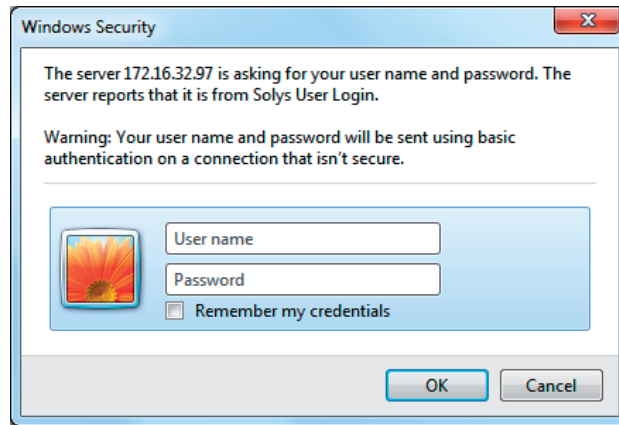 Windows Security
The server 172.16.32.97 is asking for your user name and password. The
server reports that it is from Solys User Login.
Warning: Your user name and password will be sent using basic
authentication on a connection that isn't secure.
User name
Password
Remember my credentials
OK
Cancel